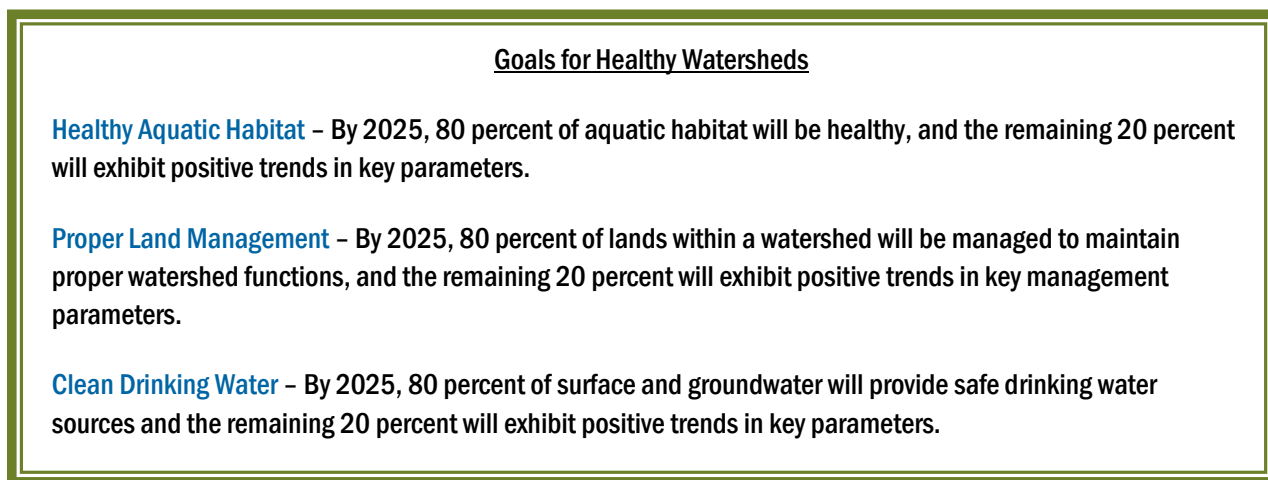 Goals for Healthy Watersheds
Healthy Aquatic Habitat – By 2025, 80 percent of aquatic habitat will be healthy, and the remaining 20 percent
will exhibit positive trends in key parameters.
Proper Land Management – By 2025, 80 percent of lands within a watershed will be managed to maintain
proper watershed functions, and the remaining 20 percent will exhibit positive trends in key management
parameters.
Clean Drinking Water – By 2025, 80 percent of surface and groundwater will provide safe drinking water
sources and the remaining 20 percent will exhibit positive trends in key parameters.